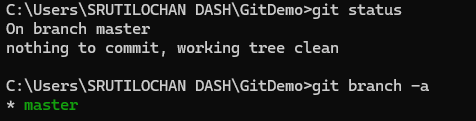 C:\Users\SRUTILOCHAN DASH\GitDemo>git status
On branch master
nothing to commit, working tree clean
C:\Users\SRUTILOCHAN DASH\GitDemo>git branch -a
* master